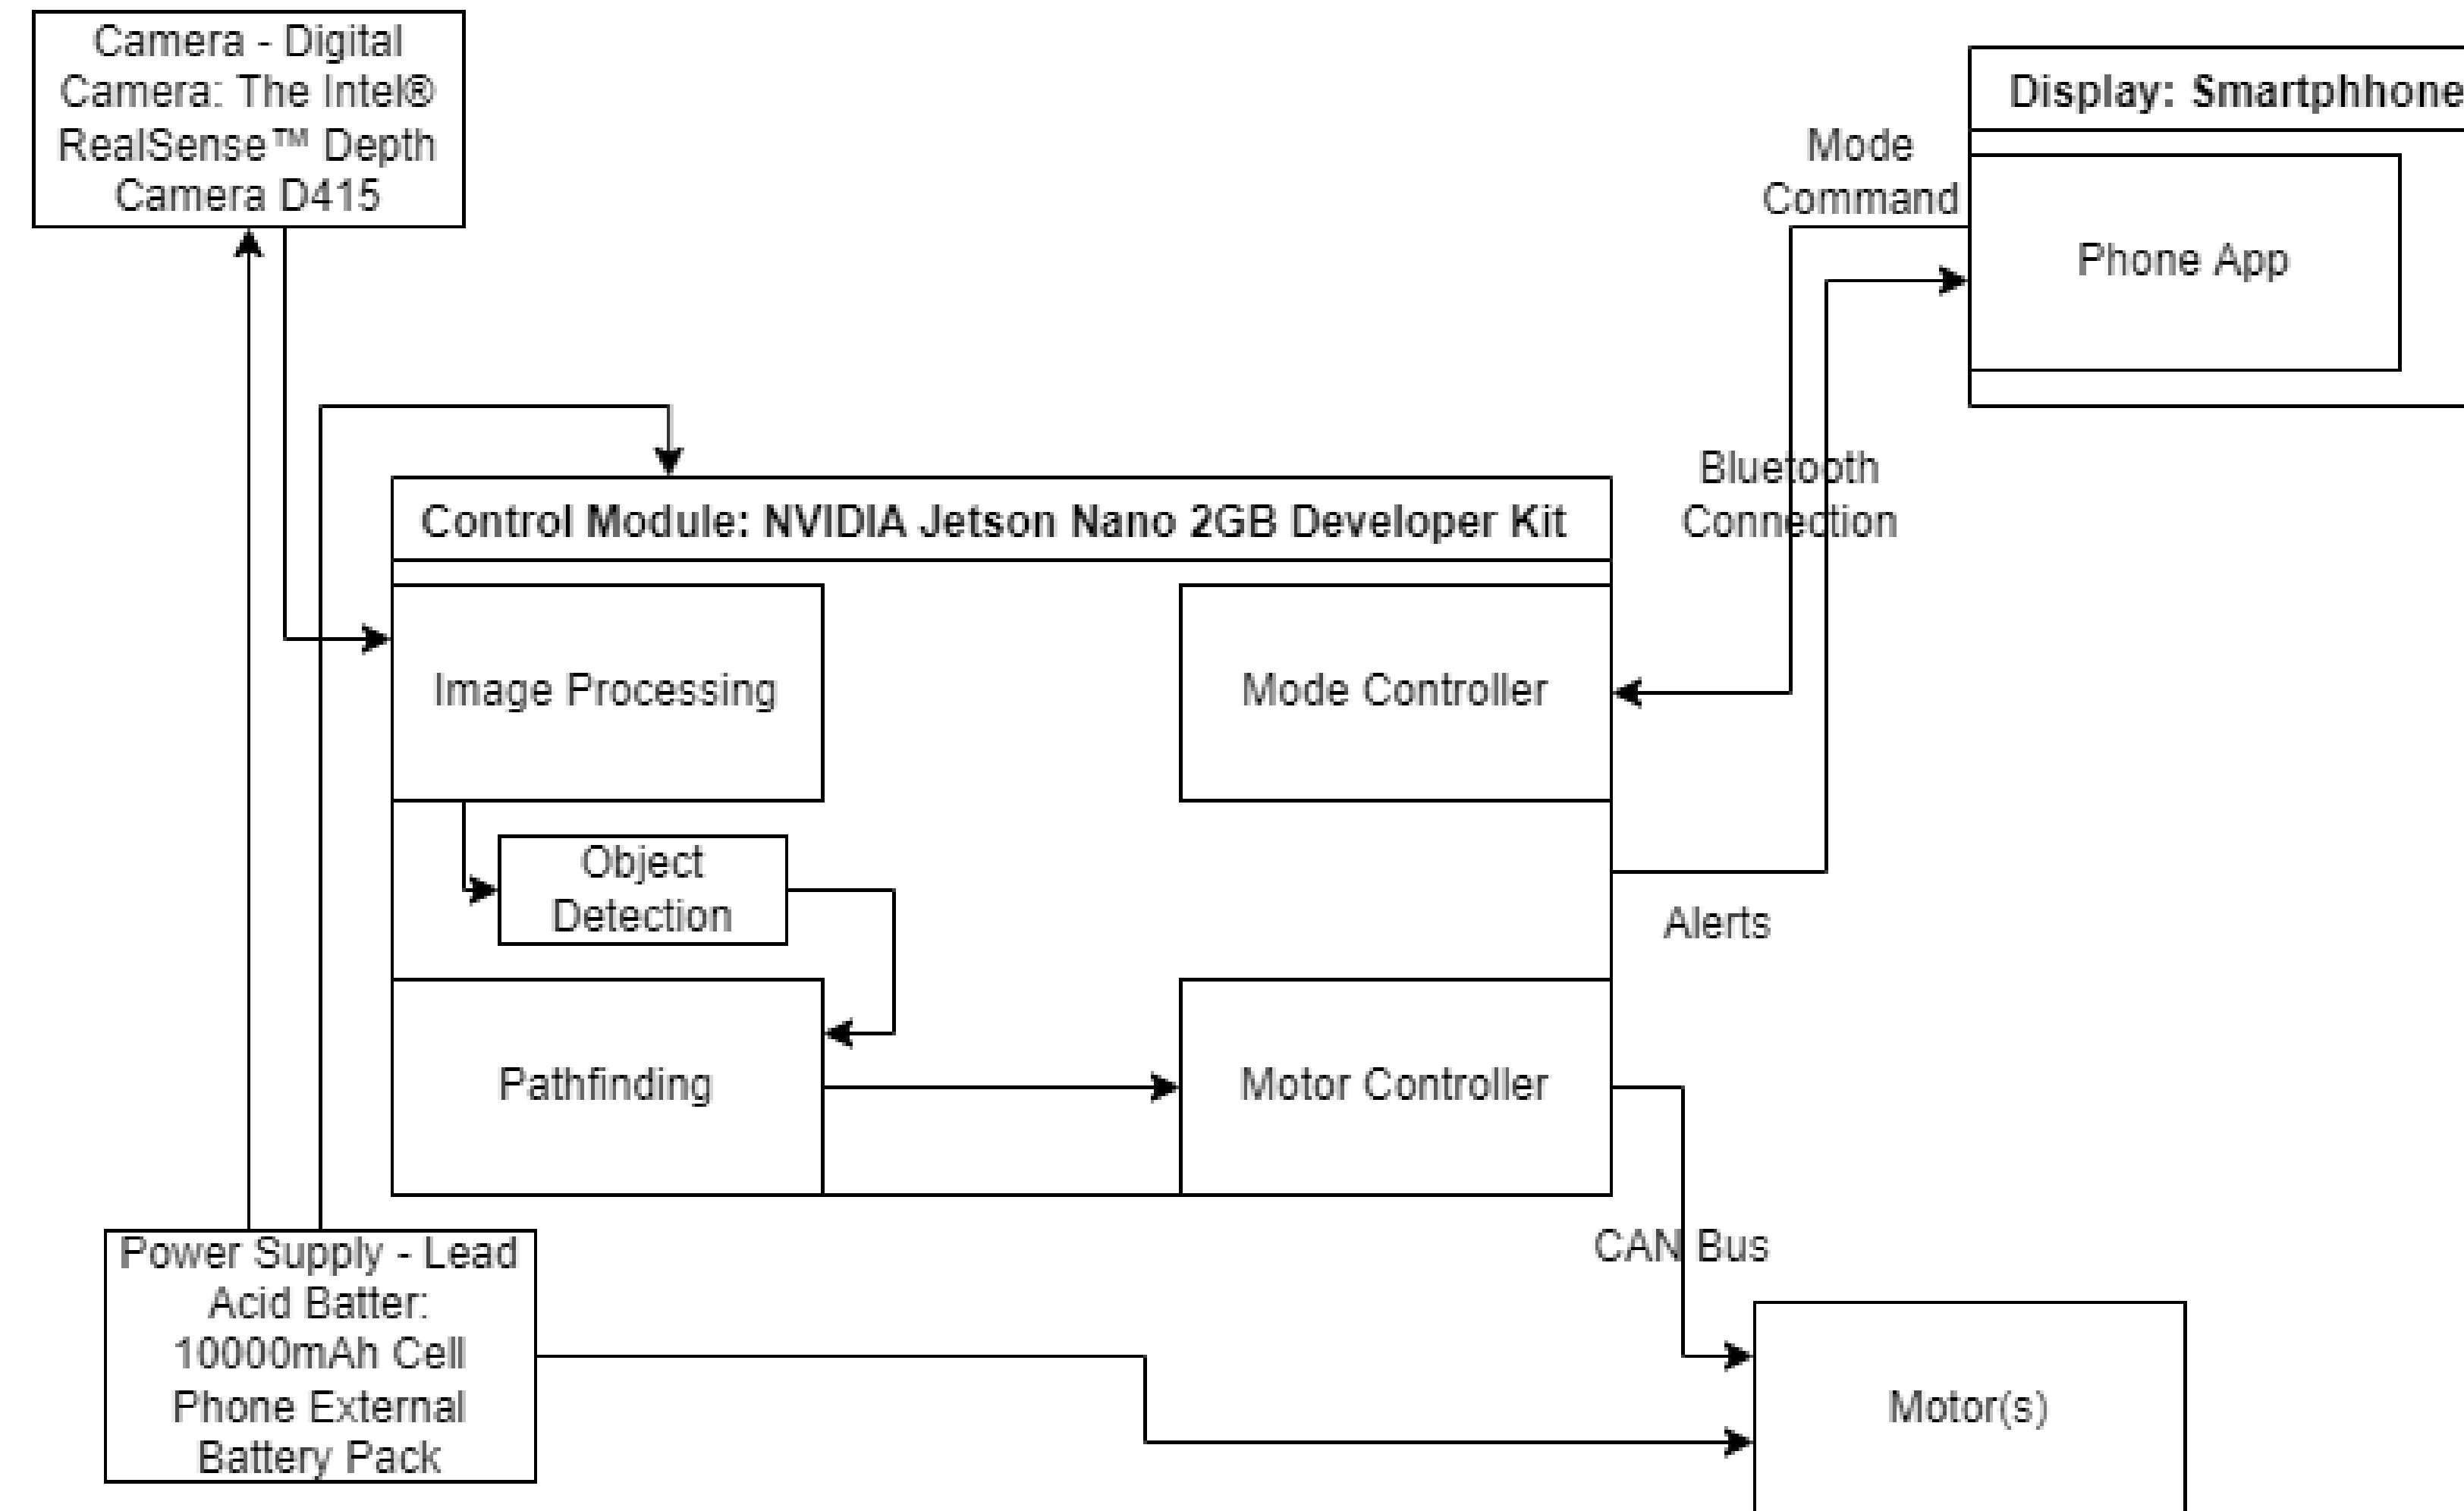 Camera - Digital
Camera: The Intel®
RealSense™ Depth
Camera D415
Display: Smartphhone
Mode
Command
Phone App
Bluetooth
Connection
Control Module: NVIDIA Jetson Nano 2GB Developer Kit
Image Processing
Mode Controller
Object
Detection
Alerts
Pathfinding
Motor Controller
CAN Bus
Power Supply - Lead
Acid Batter:
10000mAh Cell
Phone External
Battery Pack
Motor(s)